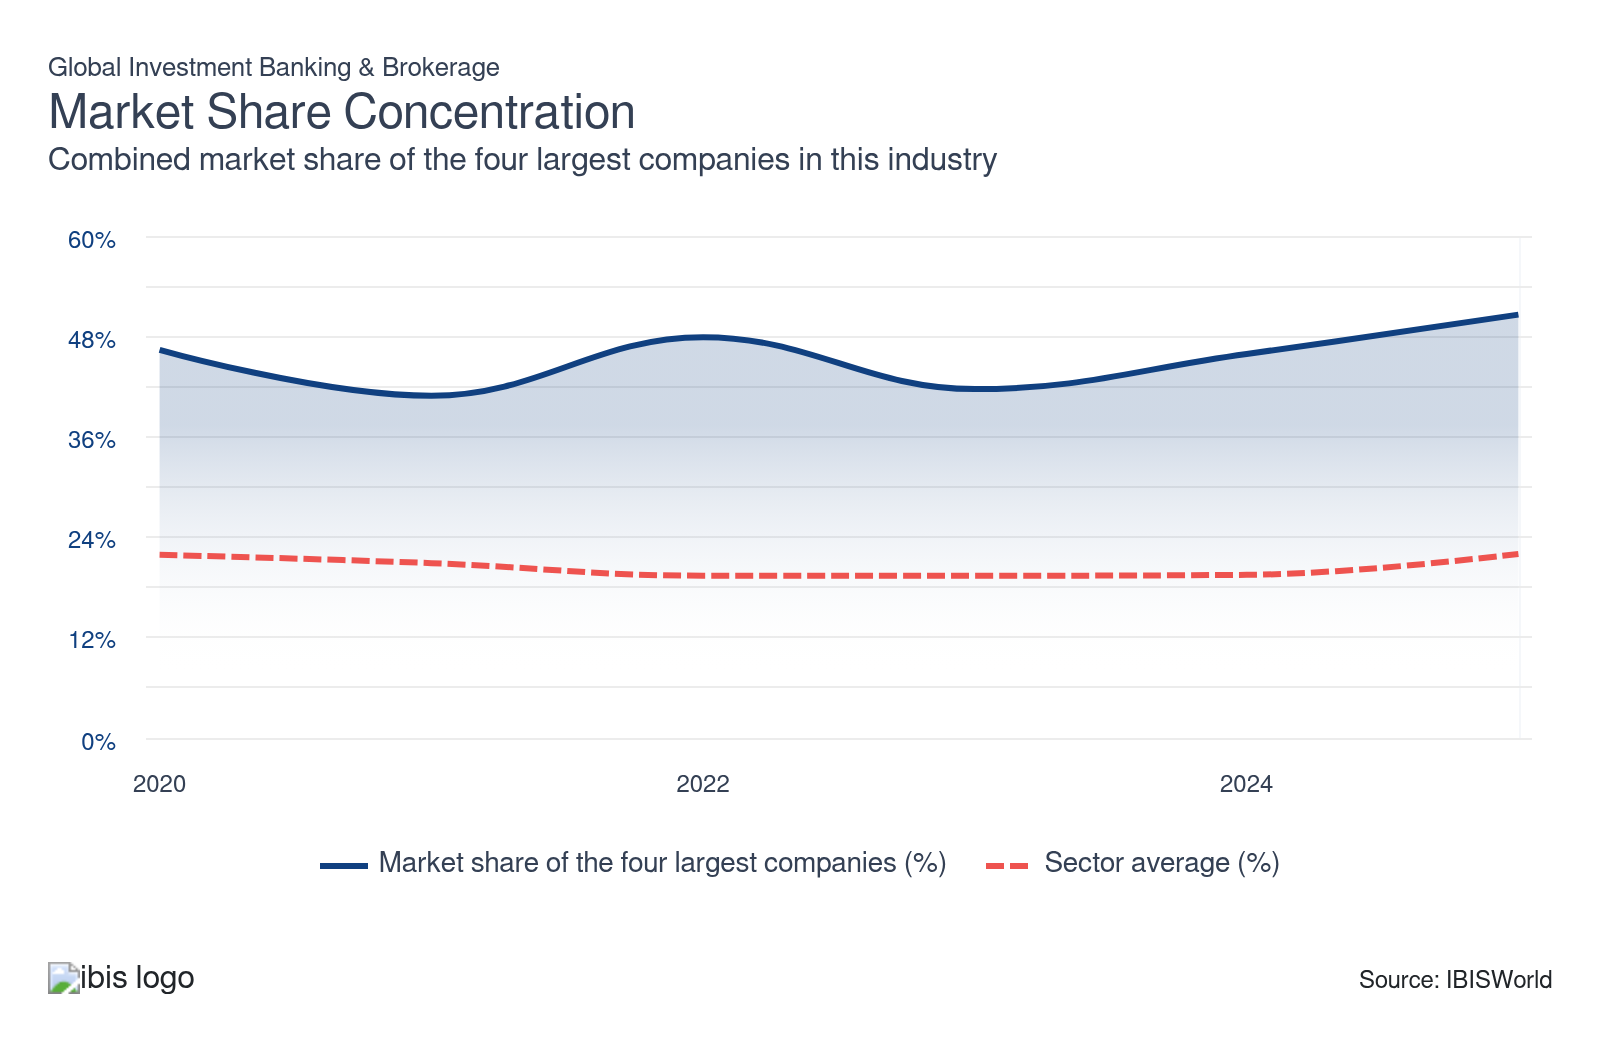 Global Investment Banking & Brokerage
Market Share Concentration
Combined market share of the four largest companies in this industry
60%
48%
36%
24%
12%
0%
2020 2022 2024
Market share of the four largest companies (%) Sector average (%)
ibis logo Source: IBISWorld